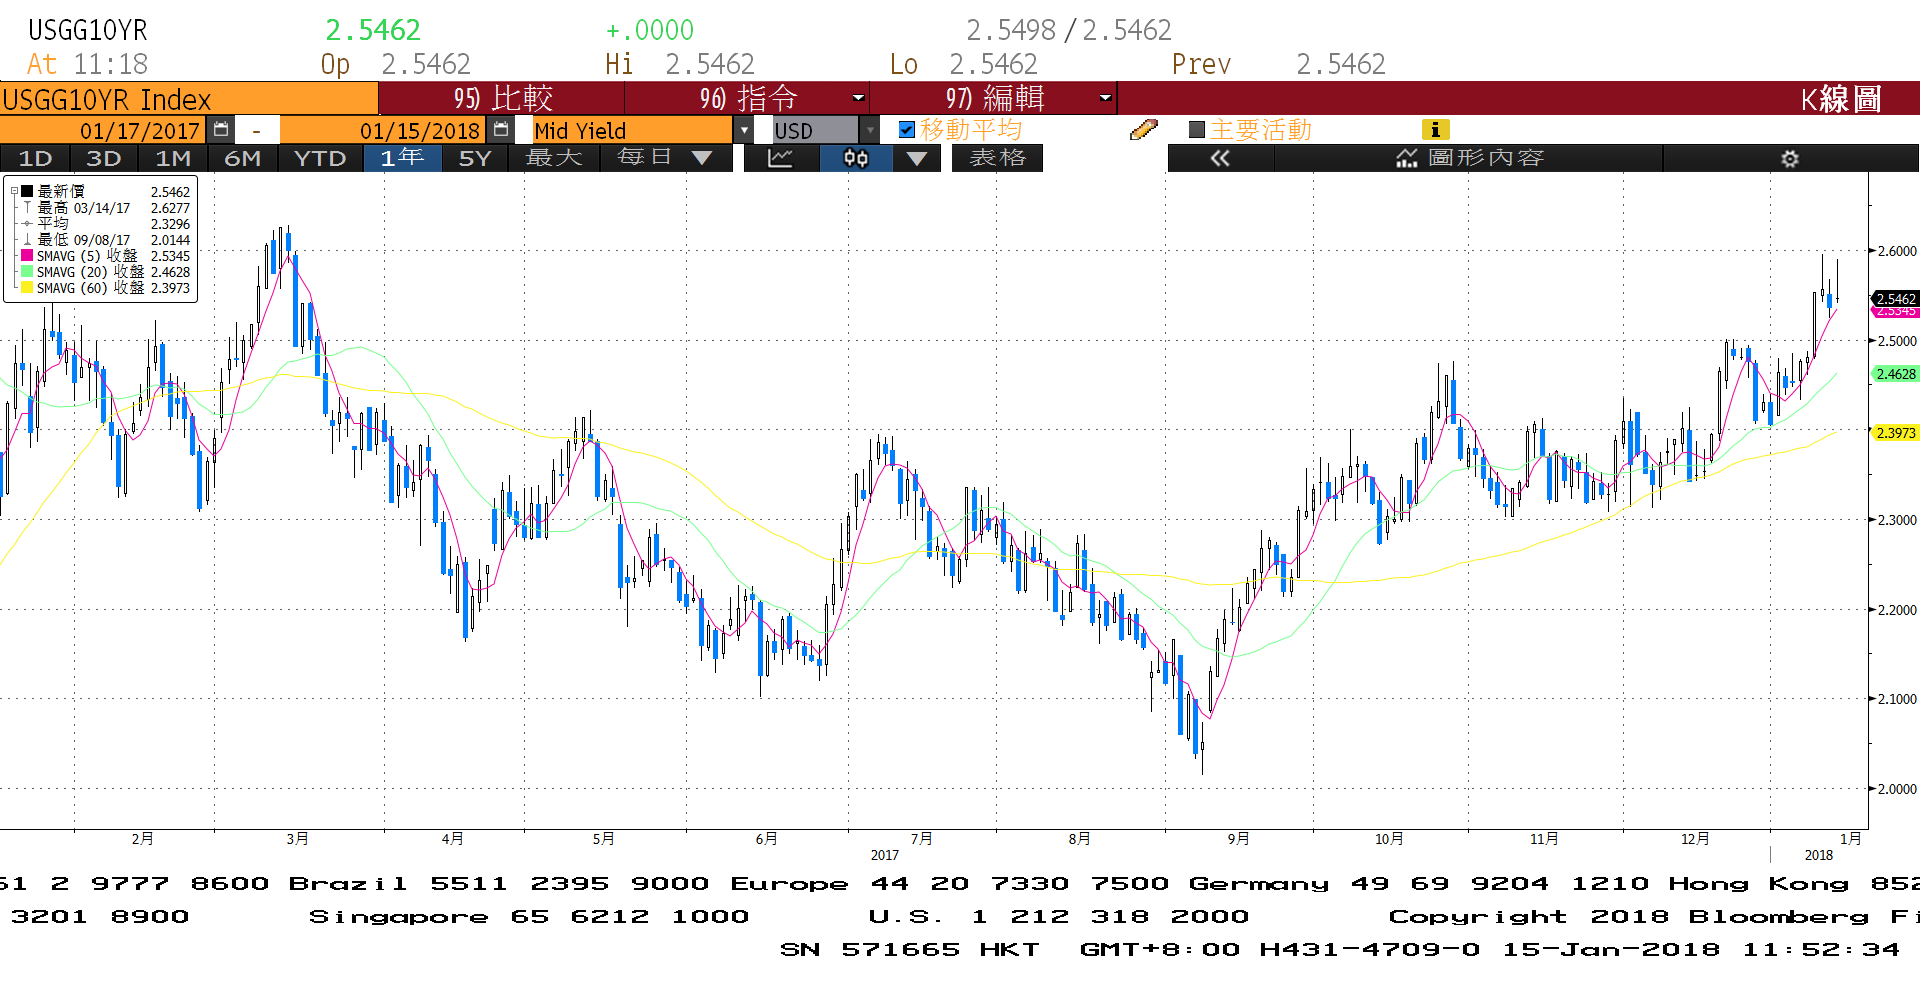 USGG10YR 2.5462 +.0000 2.5498/2.5462
At 11:18 Op 2.5462 Hi 2.5462 Lo 2.5462 Prev 2.5462
USGG10YR Index 95) 比較 96) 指令 97) 編輯 K線圖
01/17/2017 - 01/15/2018 Mid Yield USD 移動平均 主要活動
1D 3D 1M 6M YTD 1年 5Y 最大 每日 表格 圖形內容
最新價 2.5462
最高 03/14/17 2.6277
平均 2.3296
最低 09/08/17 2.0144
SMAVG (5) 收盤 2.5345
SMAVG (20) 收盤 2.4628
SMAVG (60) 收盤 2.3973
2.6000
2.5462
2.5345
2.5000
2.4628
2.3973
2.3000
2.2000
2.1000
2.0000
2月 3月 4月 5月 6月 7月 8月 9月 10月 11月 12月 1月
2017 2018
61 2 9777 8600 Brazil 5511 2395 9000 Europe 44 20 7330 7500 Germany 49 69 9204 1210 Hong Kong 852
3201 8900 Singapore 65 6212 1000 U.S. 1 212 318 2000 Copyright 2018 Bloomberg Fi
SN 571665 HKT GMT+8:00 H431-4709-0 15-Jan-2018 11:52:34